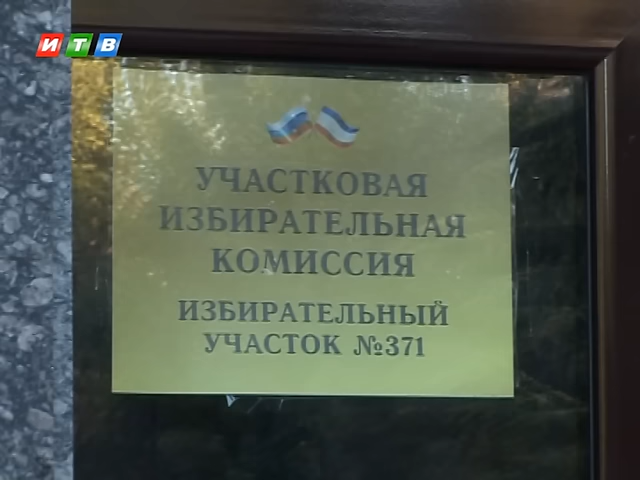 ИТВ
УЧАСТКОВАЯ
ИЗБИРАТЕЛЬНАЯ
КОМИССИЯ
ИЗБИРАТЕЛЬНЫЙ
УЧАСТОК №371